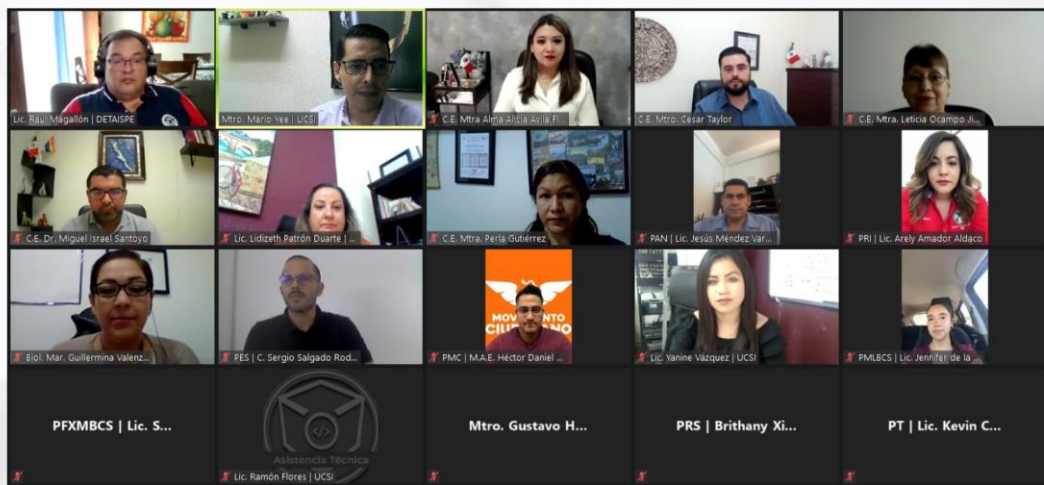 Lic. Raúl Magallón | DETAISPE
Mtro. Mario Yee | UCSI
C.E. Mtra Alma Alicia Ávila Fl...
C.E. Mtro. Cesar Taylor
C.E. Mtra. Leticia Ocampo Ji...
C.E. Dr. Miguel Israel Santoyo
Lic. Lidizeth Patrón Duarte | ...
C.E. Mtra. Perla Gutiérrez
PAN | Lic. Jesús Méndez Var...
PRI | Lic. Arely Amador Aldaco
MOVIMIENTO
CIUDADANO
Biol. Mar. Guillermina Valenz...
PES | C. Sergio Salgado Rod...
PMC | M.A.E. Héctor Daniel ...
Lic. Yanine Vázquez | UCSI
PMLBCS | Lic. Jennifer de la ...
PFXMBCS | Lic. S...
Asistencia Técnica
Lic. Ramón Flores | UCSI
Mtro. Gustavo H...
PRS | Brithany Xi...
PT | Lic. Kevin C...